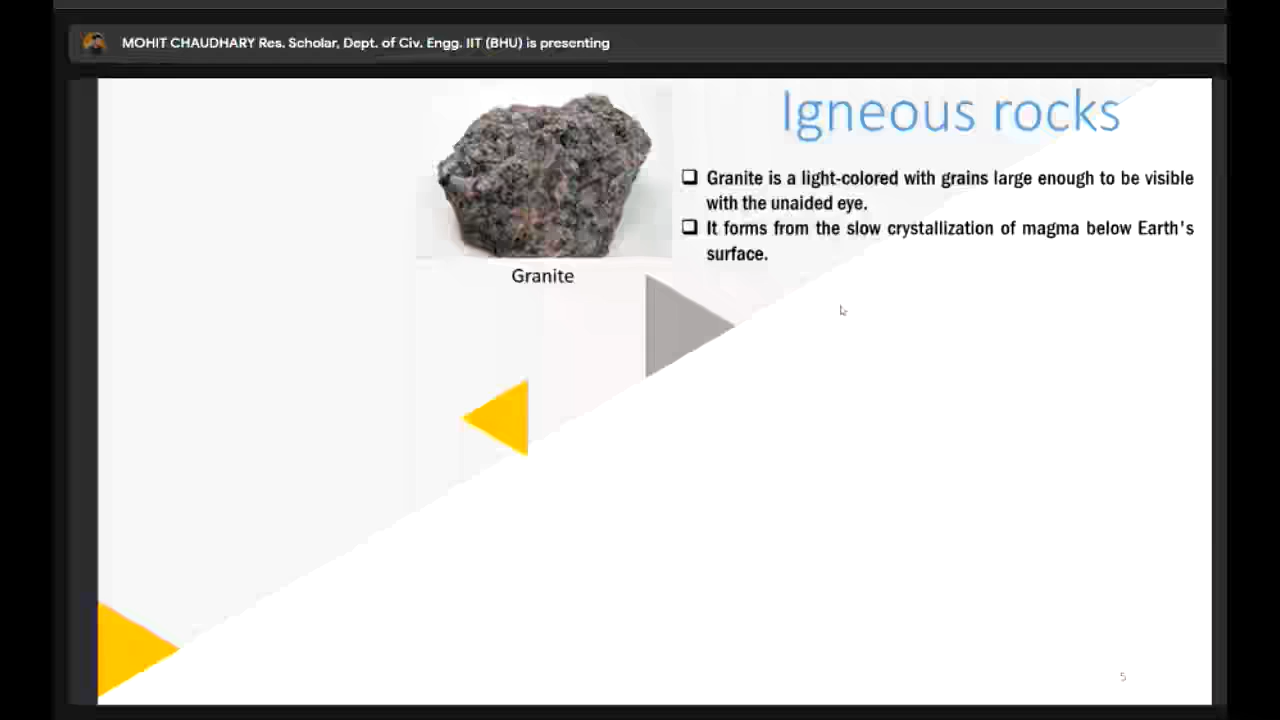 MOHIT CHAUDHARY Res. Scholar, Dept. of Civ. Engg. IIT (BHU) is presenting
Igneous rocks
❑ Granite is a light-colored with grains large enough to be visible
with the unaided eye.
❑ It forms from the slow crystallization of magma below Earth's
surface.
Granite
5